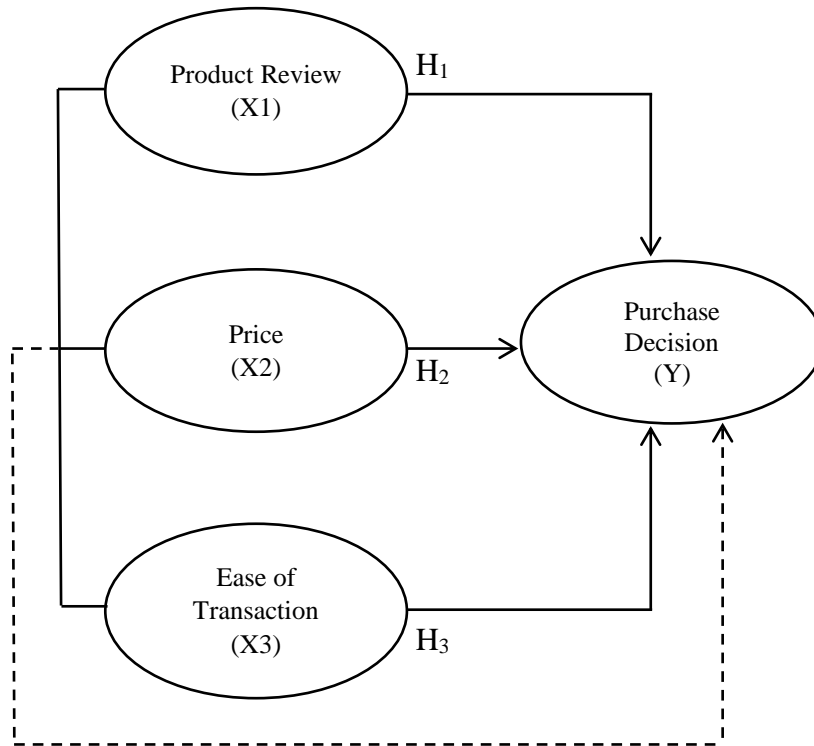 Product Review
(X1)
H₁
Price
(X2)
H₂
Purchase
Decision
(Y)
Ease of
Transaction
(X3)
H₃